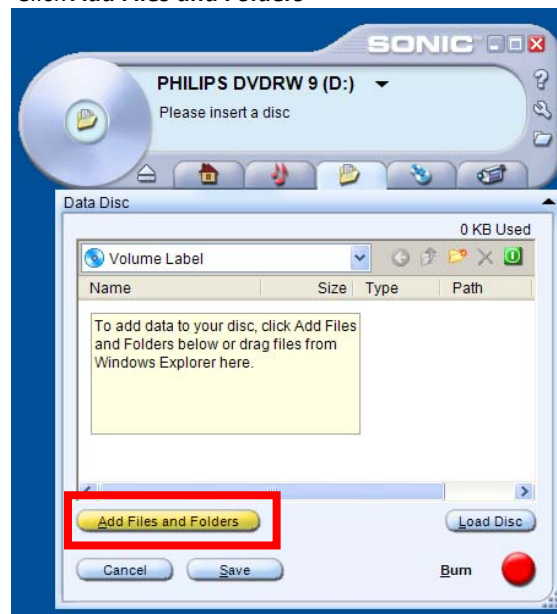 Click Add Files and Folders
SONIC
PHILIPS DVDRW 9 (D:)
Please insert a disc
Data Disc
0 KB Used
Volume Label
Name Size Type Path
To add data to your disc, click Add Files
and Folders below or drag files from
Windows Explorer here.
Add Files and Folders Load Disc
Cancel Save Burn